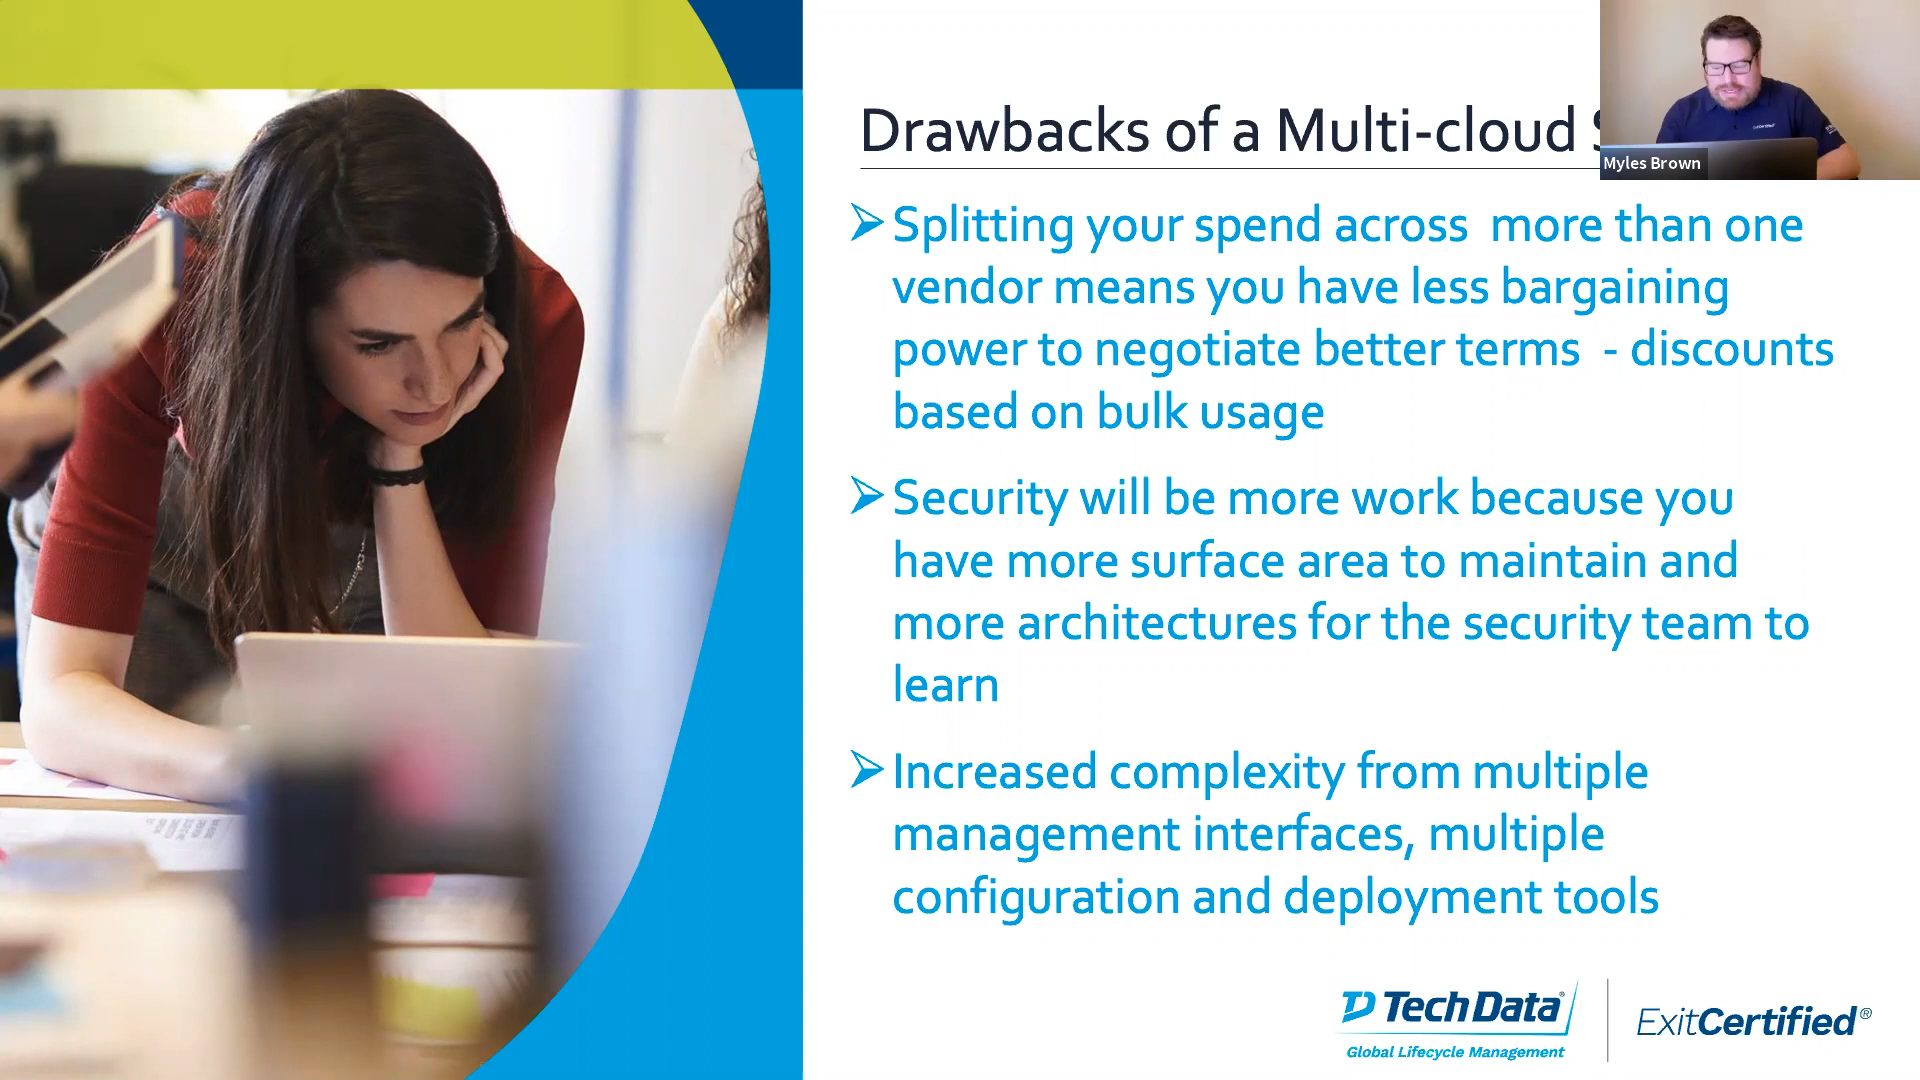 Drawbacks of a Multi-cloud
Myles Brown
➢Splitting your spend across  more than one
vendor means you have less bargaining
power to negotiate better terms  - discounts
based on bulk usage
➢Security will be more work because you
have more surface area to maintain and
more architectures for the security team to
learn
➢Increased complexity from multiple
management interfaces, multiple
configuration and deployment tools
TechData®
Global Lifecycle Management
ExitCertified®